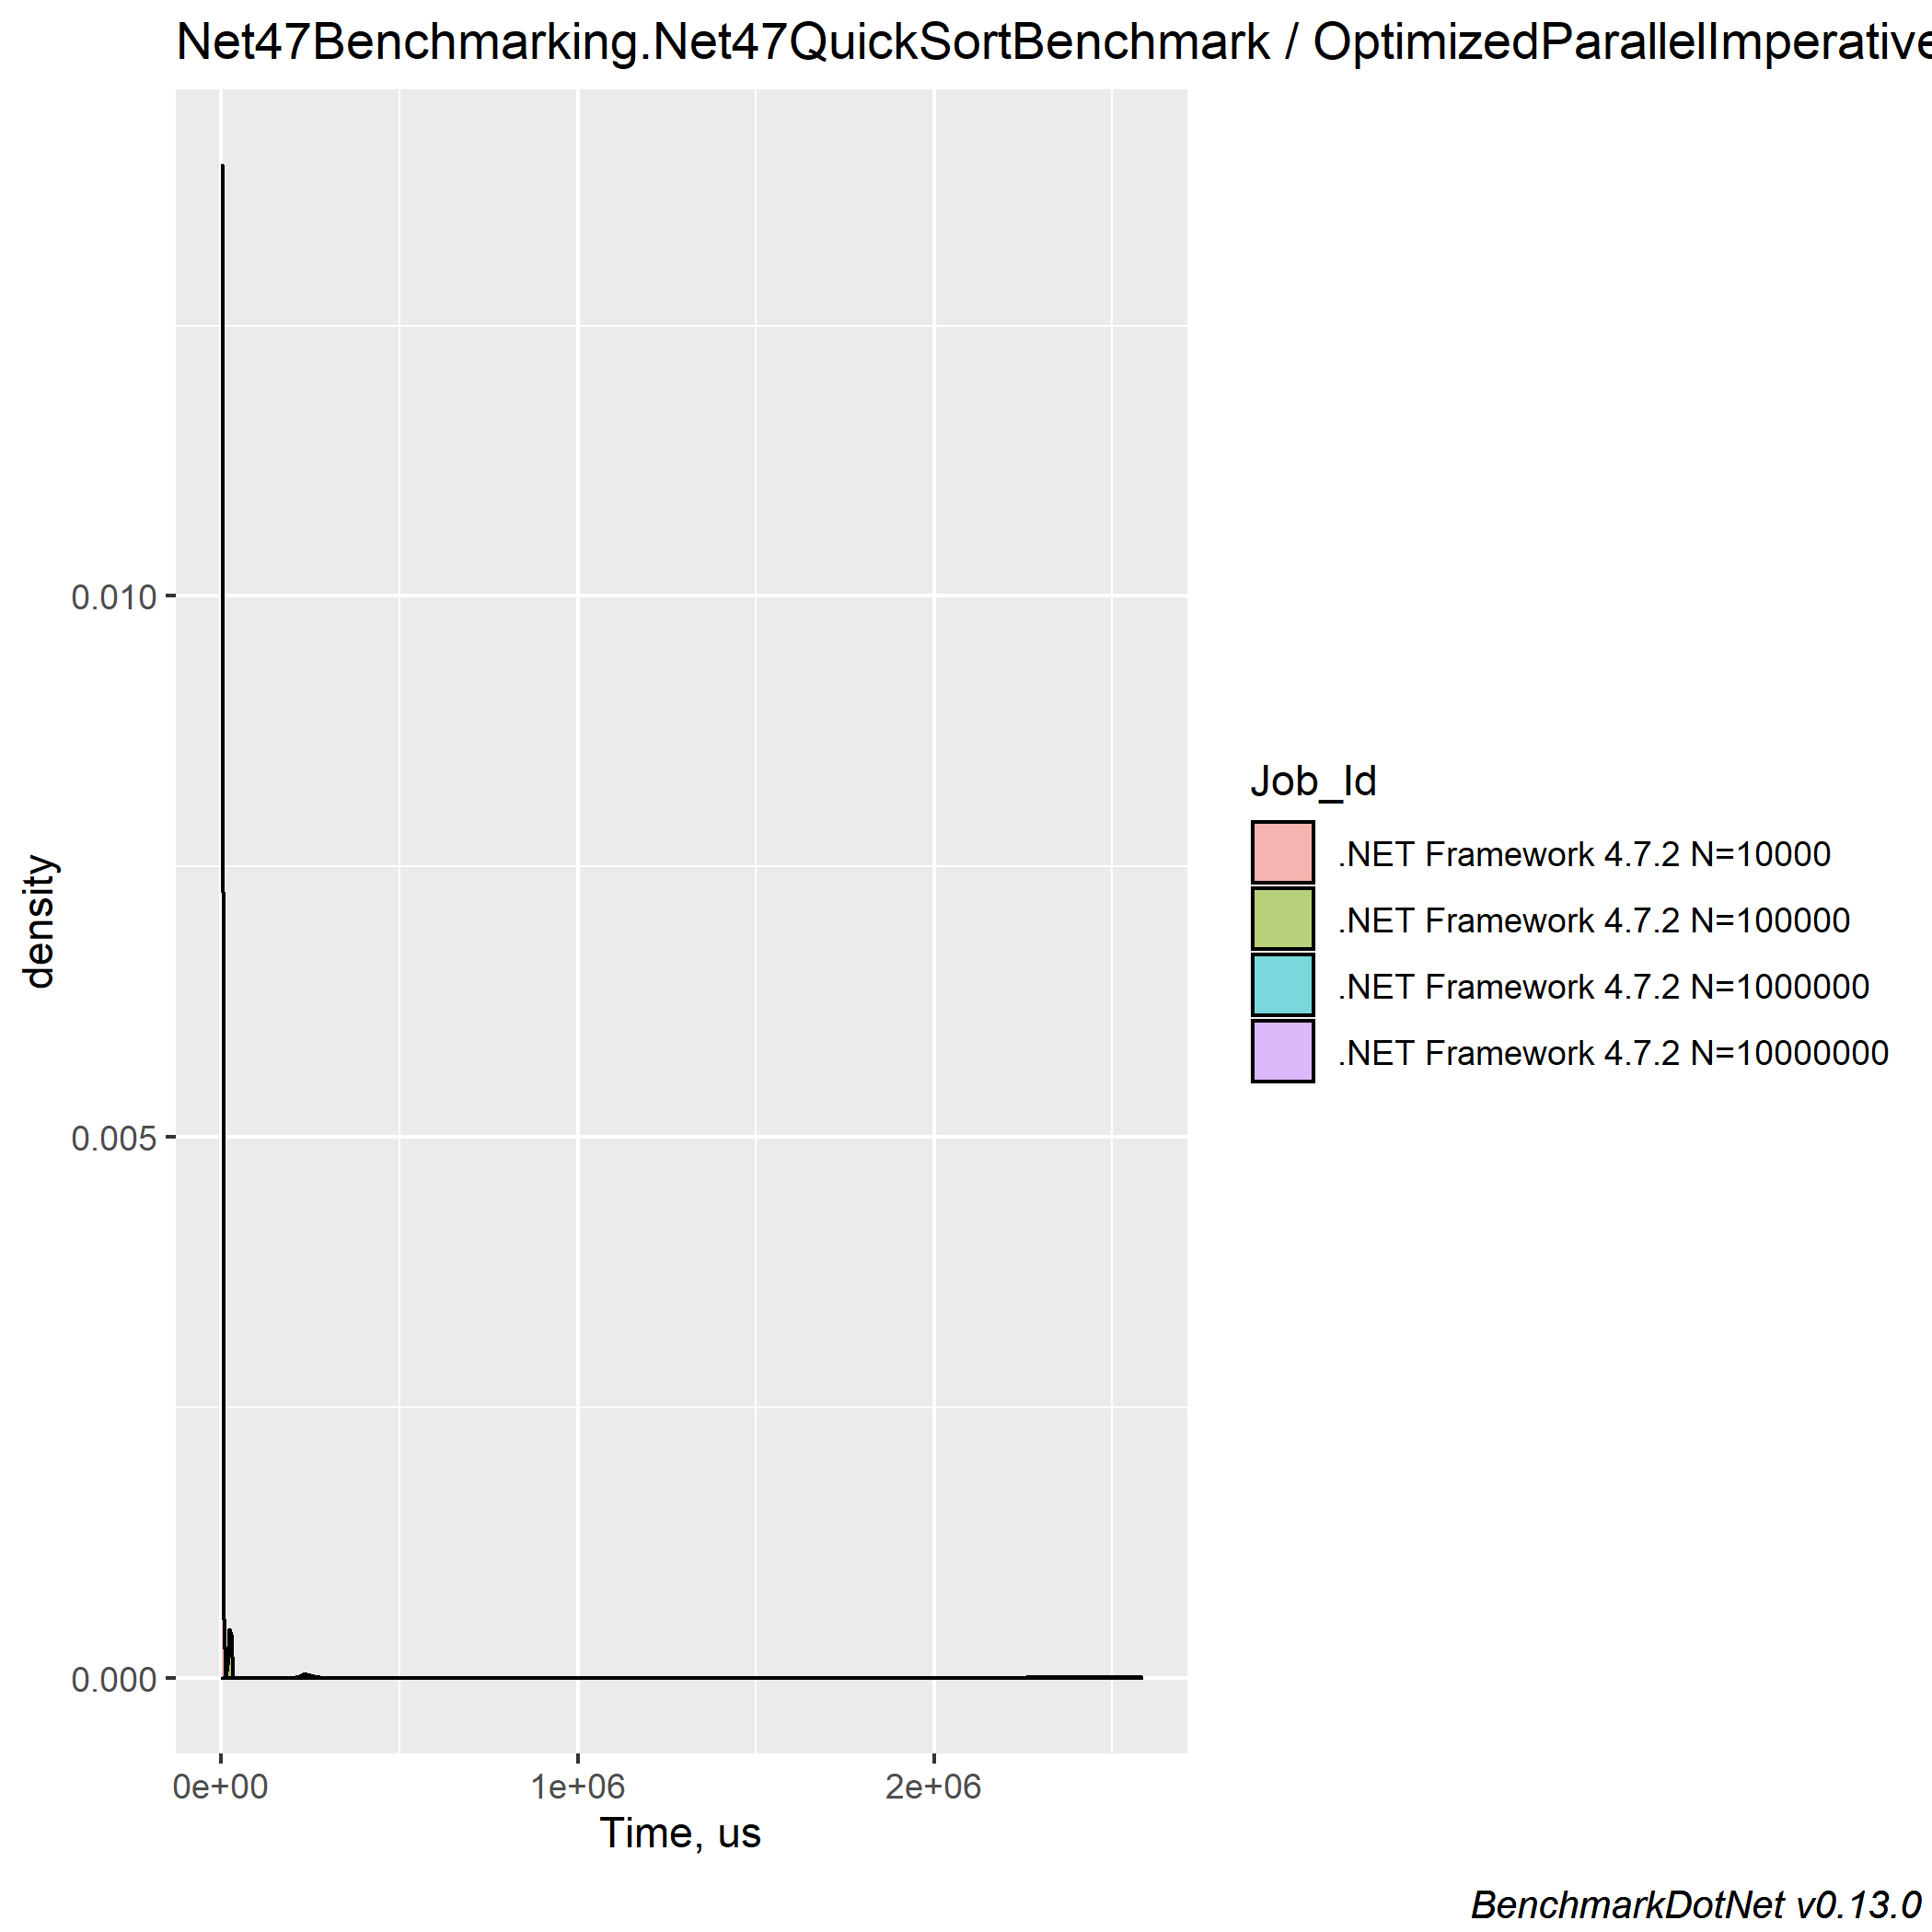 Net47Benchmarking.Net47QuickSortBenchmark / OptimizedParallelImperative
0.010
0.005
0.000
density
0e+00 1e+06 2e+06
Time, us
Job_Id
.NET Framework 4.7.2 N=10000
.NET Framework 4.7.2 N=100000
.NET Framework 4.7.2 N=1000000
.NET Framework 4.7.2 N=10000000
BenchmarkDotNet v0.13.0